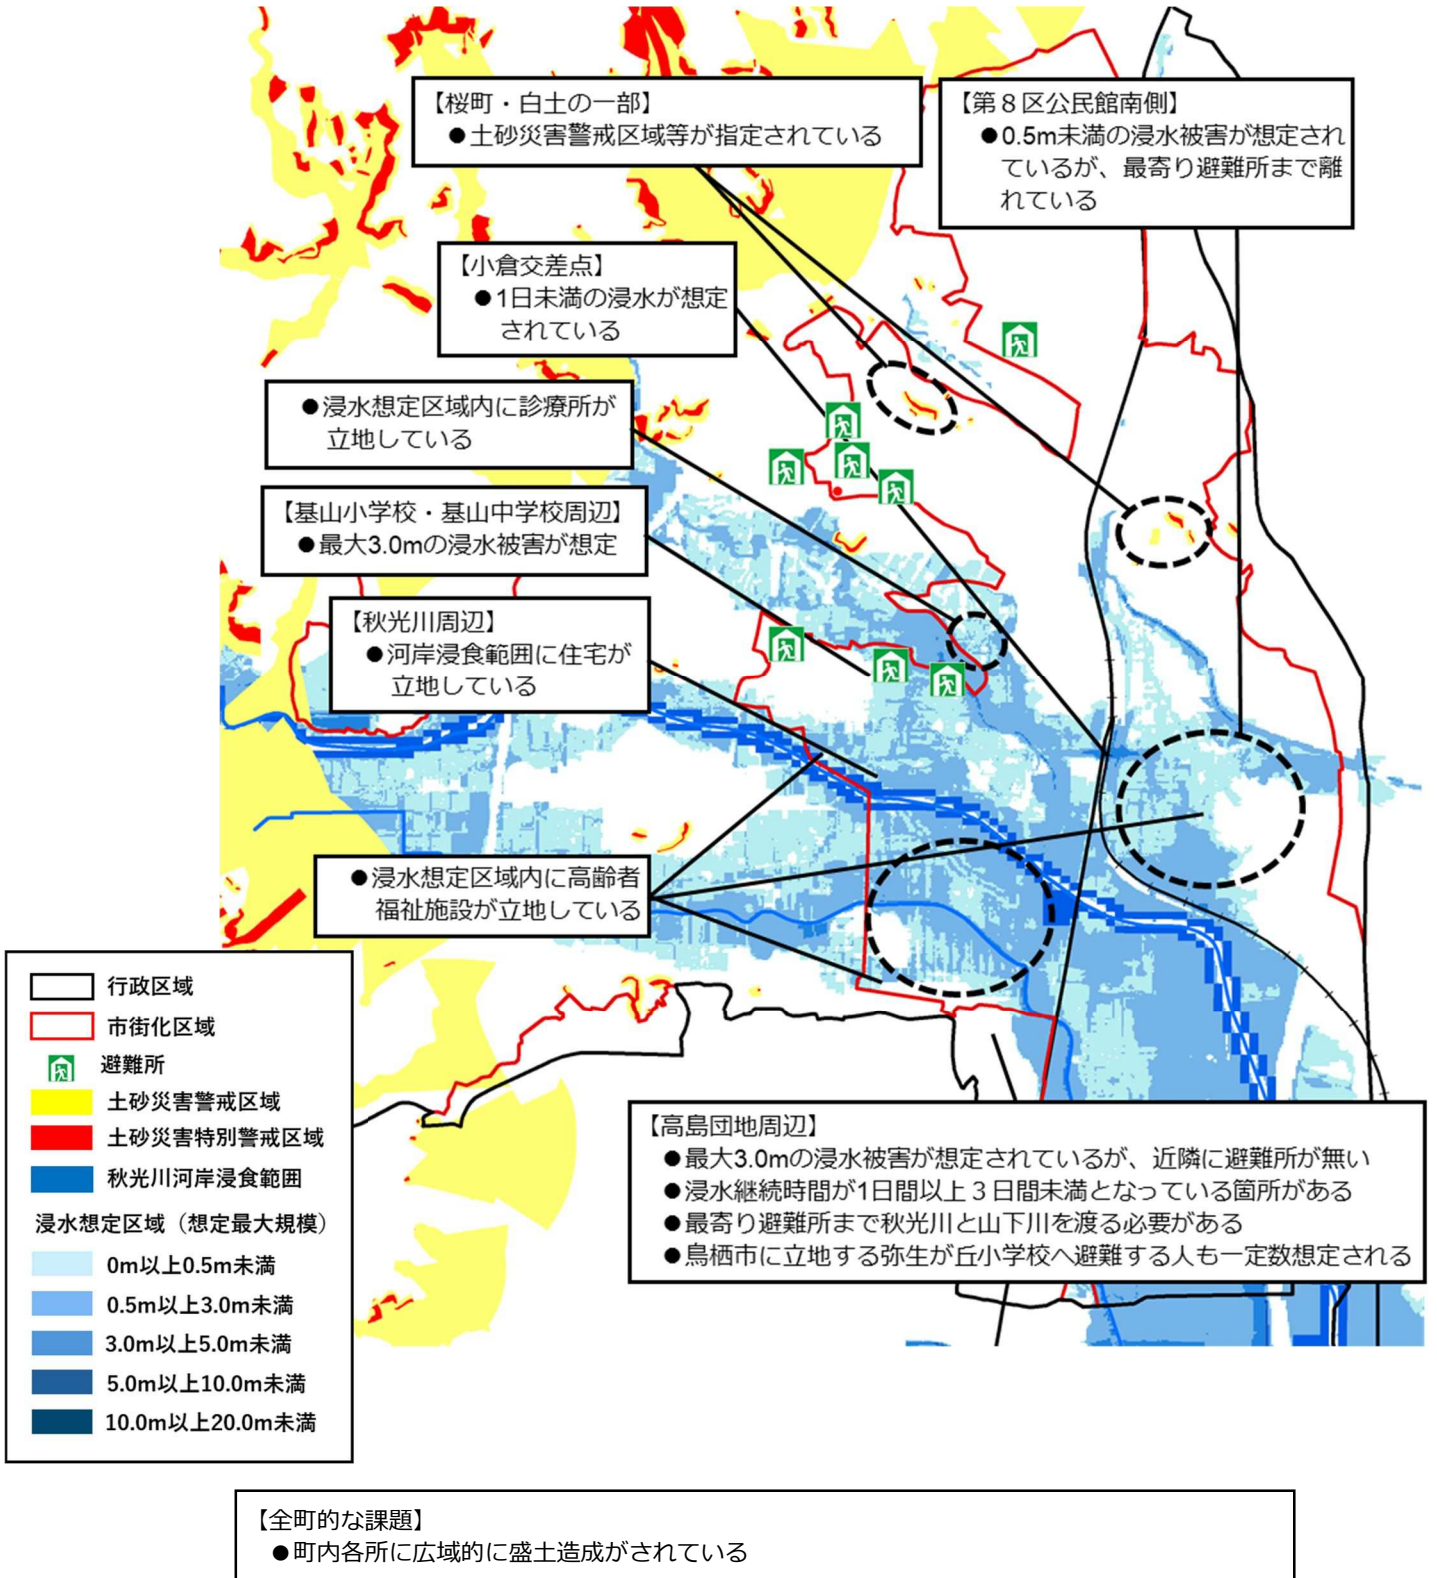 【桜町・白土の一部】
●土砂災害警戒区域等が指定されている
【第８区公民館南側】
●0.5m未満の浸水被害が想定され
ているが、最寄り避難所まで離
れている
【小倉交差点】
●1日未満の浸水が想定
されている
●浸水想定区域内に診療所が
立地している
【基山小学校・基山中学校周辺】
●最大3.0mの浸水被害が想定
【秋光川周辺】
●河岸浸食範囲に住宅が
立地している
●浸水想定区域内に高齢者
福祉施設が立地している
行政区域
市街化区域
避難所
土砂災害警戒区域
土砂災害特別警戒区域
秋光川河岸浸食範囲
浸水想定区域（想定最大規模）
0m以上0.5m未満
0.5m以上3.0m未満
3.0m以上5.0m未満
5.0m以上10.0m未満
10.0m以上20.0m未満
【高島団地周辺】
●最大3.0mの浸水被害が想定されているが、近隣に避難所が無い
●浸水継続時間が1日間以上３日間未満となっている箇所がある
●最寄り避難所まで秋光川と山下川を渡る必要がある
●鳥栖市に立地する弥生が丘小学校へ避難する人も一定数想定される
【全町的な課題】
●町内各所に広域的に盛土造成がされている